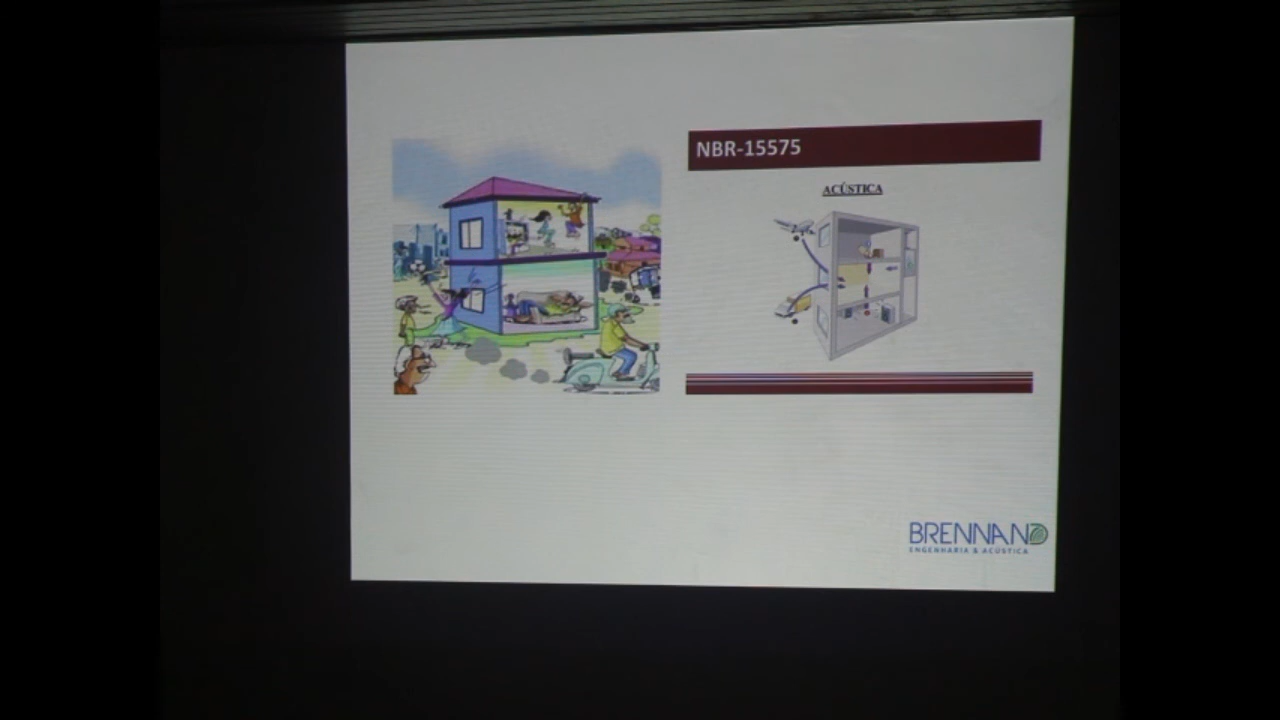 NBR-15575
ACÚSTICA
BRENNAND
ENGENHARIA & ACÚSTICA